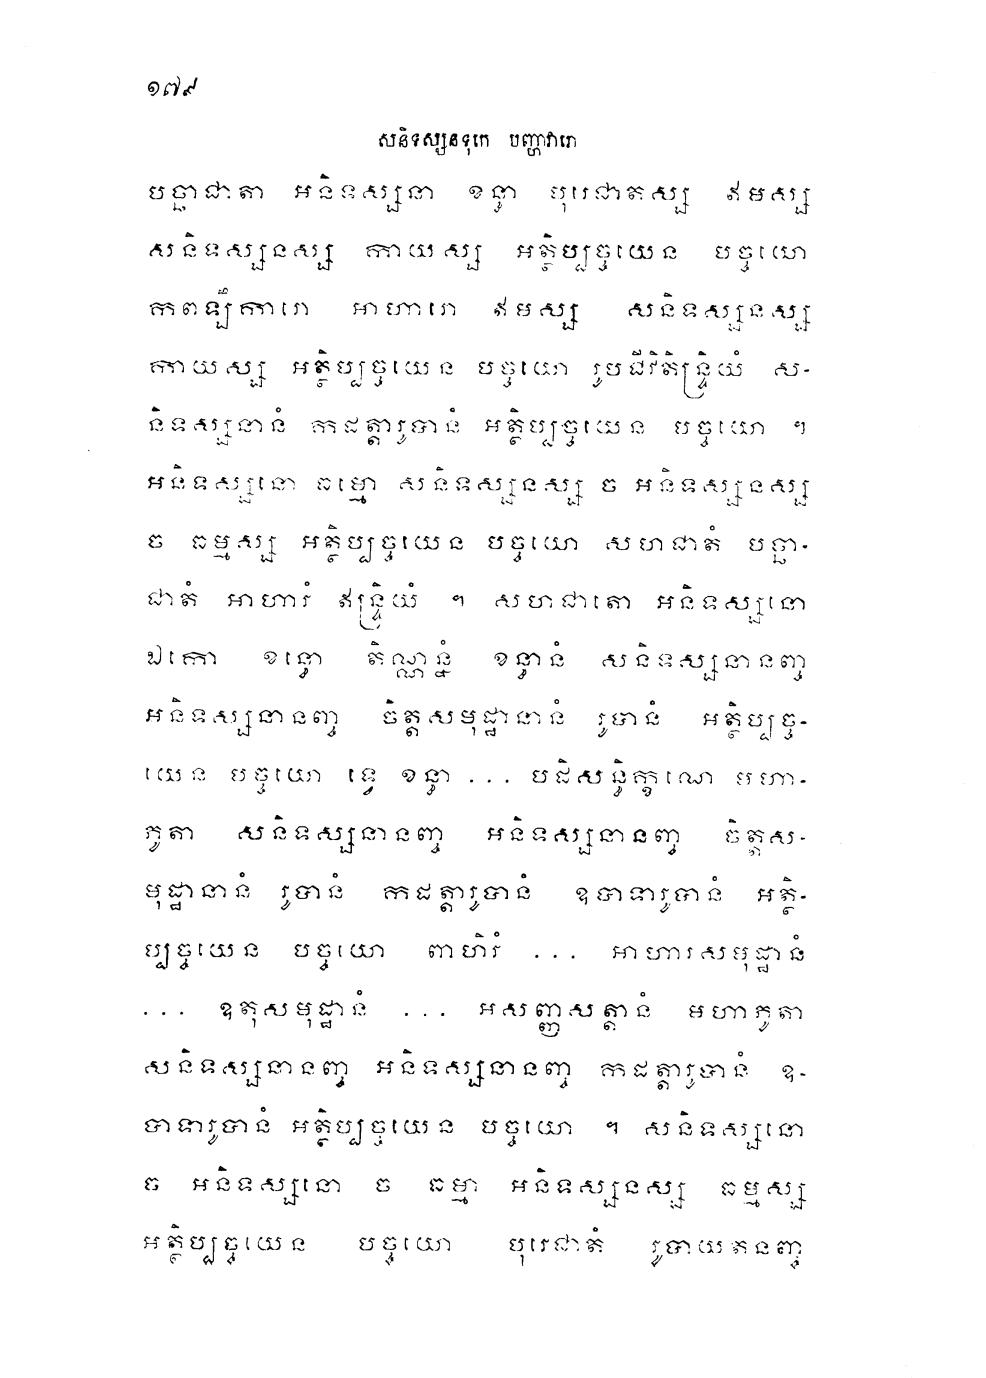 ១៧៩
សនិទស្សនទុកេ បញ្ហាវារោ
បច្ឆាជាតា អនិទស្សនា ខន្ធា បុរេជាតស្ស ឥមស្ស
សនិទស្សនស្ស កាយស្ស អត្ថិប្បច្ចយេន បច្ចយោ
កពឡីការោ អាហារោ ឥមស្ស សនិទស្សនស្ស
កាយស្ស អត្ថិប្បច្ចយេន បច្ចយោ រូបជីវិតិន្ទ្រិយំ ស-
និទស្សនានំ កដត្តារូបានំ អត្ថិប្បច្ចយេន បច្ចយោ ។
អនិទស្សនោ ធម្មោ សនិទស្សនស្ស ច អនិទស្សនស្ស
ច ធម្មស្ស អត្ថិប្បច្ចយេន បច្ចយោ សហជាតំ បច្ឆា-
ជាតំ អាហារំ ឥន្ទ្រិយំ ។ សហជាតោ អនិទស្សនោ
ឯកោ ខន្ធោ តិណ្ណន្នំ ខន្ធានំ សនិទស្សនានញ្ច
អនិទស្សនានញ្ច ចិត្តសមុដ្ឋានានំ រូបានំ អត្ថិប្បច្ច-
យេន បច្ចយោ ទ្វេ ខន្ធា ... បដិសន្ធិក្ខណេ មហា-
ភូតា សនិទស្សនានញ្ច អនិទស្សនានញ្ច ចិត្តស-
មុដ្ឋានានំ រូបានំ កដត្តារូបានំ ឧបាទារូបានំ អត្ថិ-
ប្បច្ចយេន បច្ចយោ ពាហិរំ ... អាហារសមុដ្ឋានំ
... ឧតុសមុដ្ឋានំ ... អសញ្ញសត្តានំ មហាភូតា
សនិទស្សនានញ្ច អនិទស្សនានញ្ច កដត្តារូបានំ ឧ-
បាទារូបានំ អត្ថិប្បច្ចយេន បច្ចយោ ។ សនិទស្សនោ
ច អនិទស្សនោ ច ធម្មា អនិទស្សនស្ស ធម្មស្ស
អត្ថិប្បច្ចយេន បច្ចយោ បុរេជាតំ រូបាយតនញ្ច